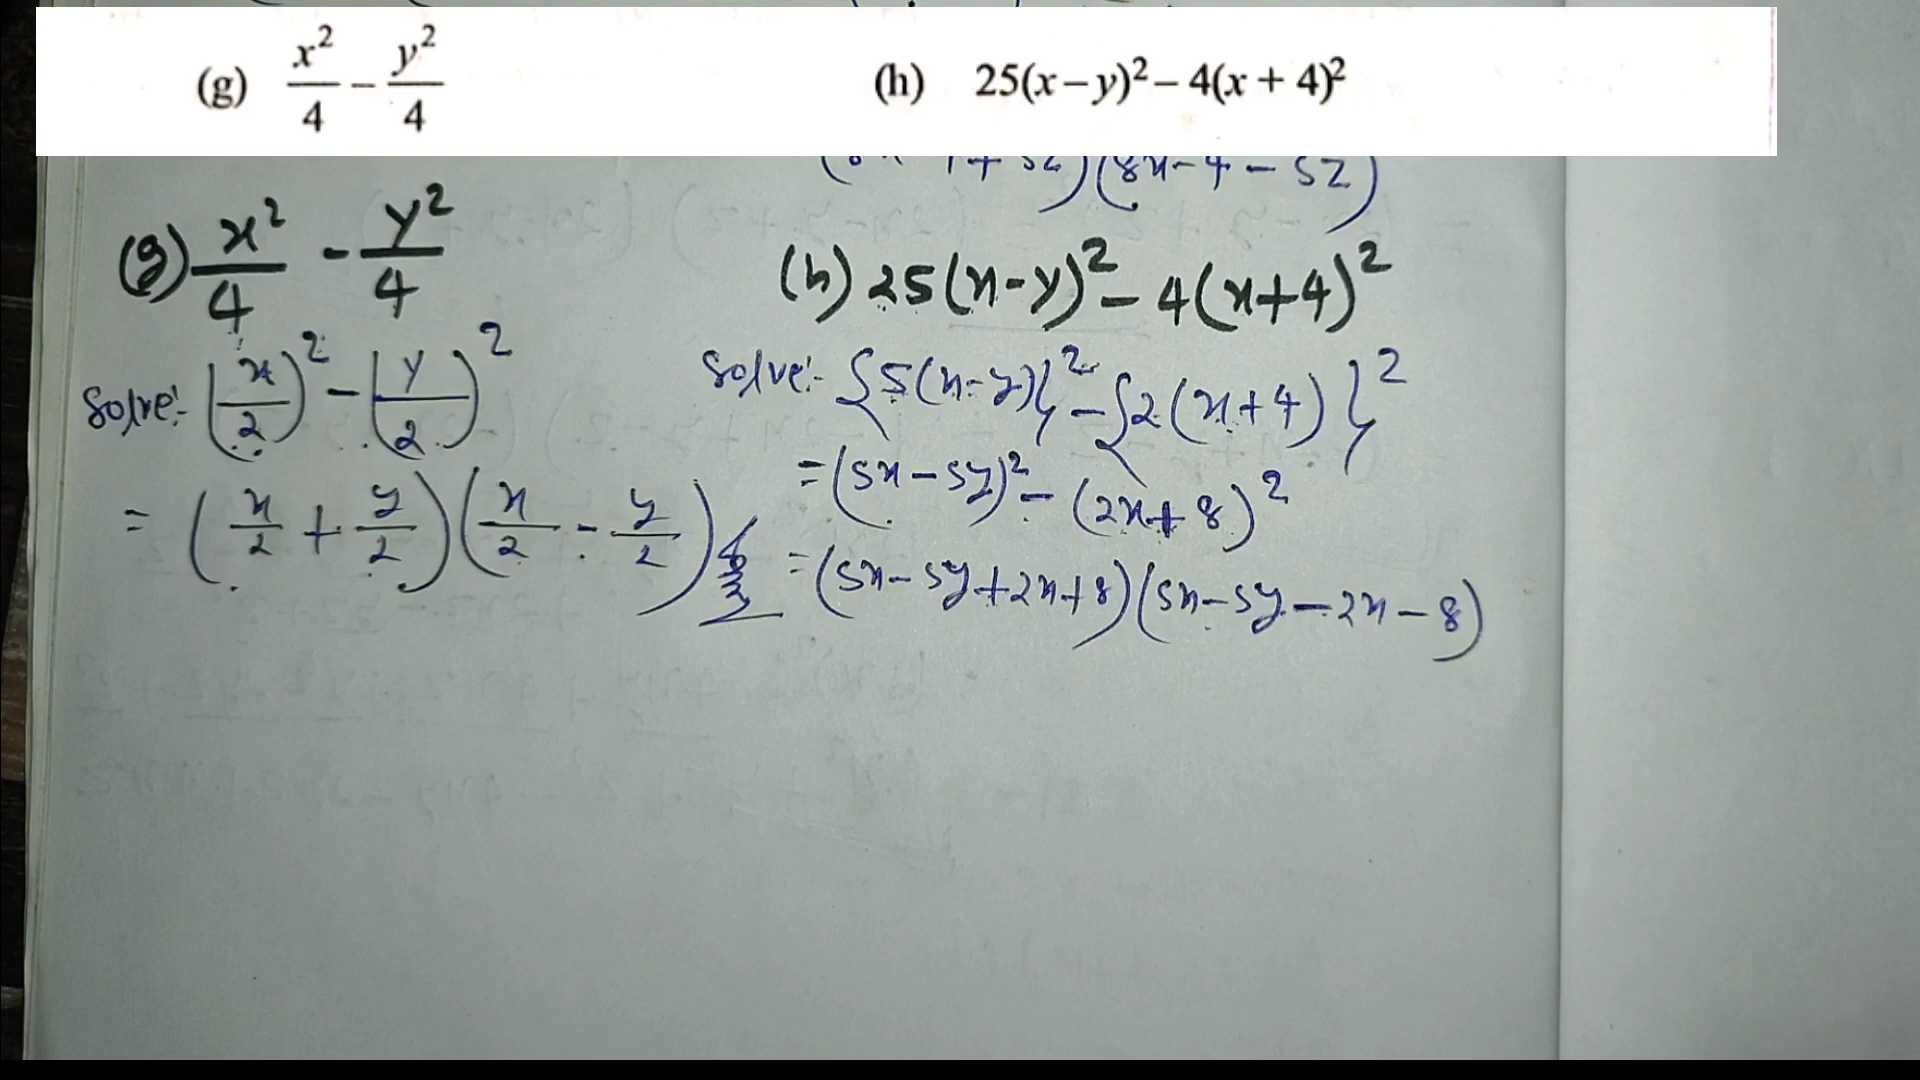 (g) x²/4 − y²/4
(h) 25(x−y)² − 4(x + 4)²
8x − 4 − 5z)
(g) x²/4 - y²/4
Solve:- (x/2)² - (y/2)²
= (x/2 + y/2)(x/2 - y/2)
(h) 25(x-y)² - 4(x+4)²
Solve:- {5(x-y)}² - {2(x+4)}²
= (5x-5y)² - (2x+8)²
= (5x-5y+2x+8)(5x-5y-2x-8)